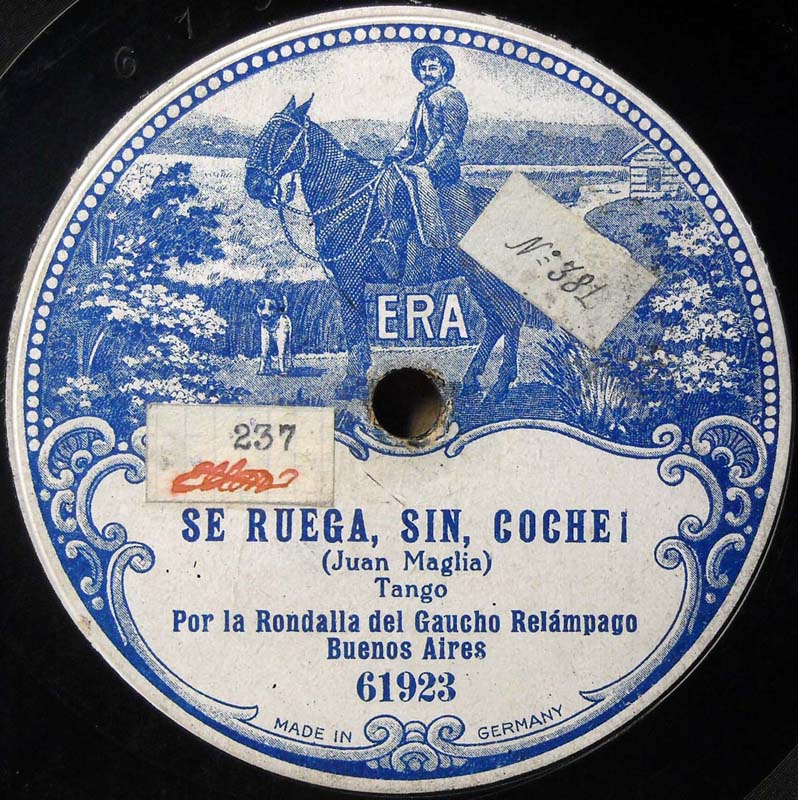 Nº 381
ERA
237
SE RUEGA, SIN, COCHE¡
(Juan Maglia)
Tango
Por la Rondalla del Gaucho Relámpago
Buenos Aires
61923
MADE IN GERMANY